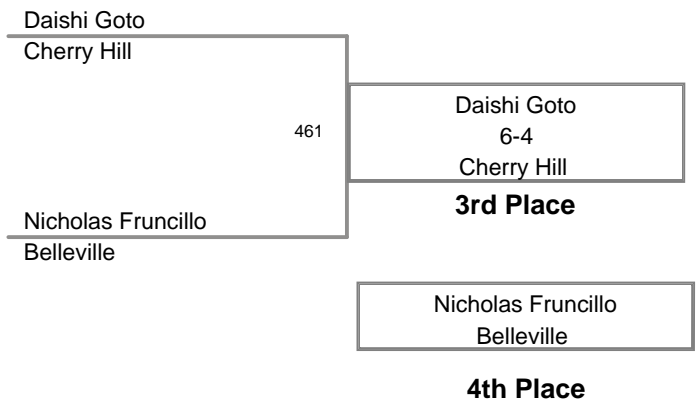 Daishi Goto
Cherry Hill
461
Daishi Goto
6-4
Cherry Hill
3rd Place
Nicholas Fruncillo
Belleville
Nicholas Fruncillo
Belleville
4th Place